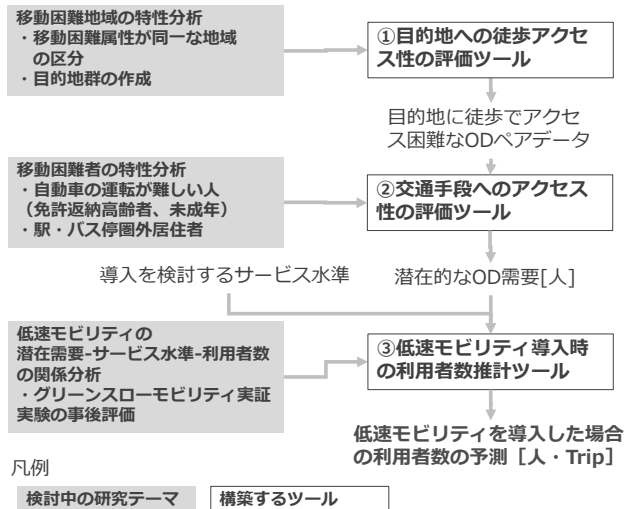 移動困難地域の特性分析
・移動困難属性が同一な地域
の区分
・目的地群の作成
①目的地への徒歩アクセ
ス性の評価ツール
目的地に徒歩でアクセ
ス困難なODペアデータ
移動困難者の特性分析
・自動車の運転が難しい人
（免許返納高齢者、未成年）
・駅・バス停圏外居住者
②交通手段へのアクセス
性の評価ツール
導入を検討するサービス水準
潜在的なOD需要[人]
低速モビリティの
潜在需要-サービス水準-利用者数
の関係分析
・グリーンスローモビリティ実証
実験の事後評価
③低速モビリティ導入時
の利用者数推計ツール
低速モビリティを導入した場合
の利用者数の予測［人・Trip］
凡例
検討中の研究テーマ
構築するツール